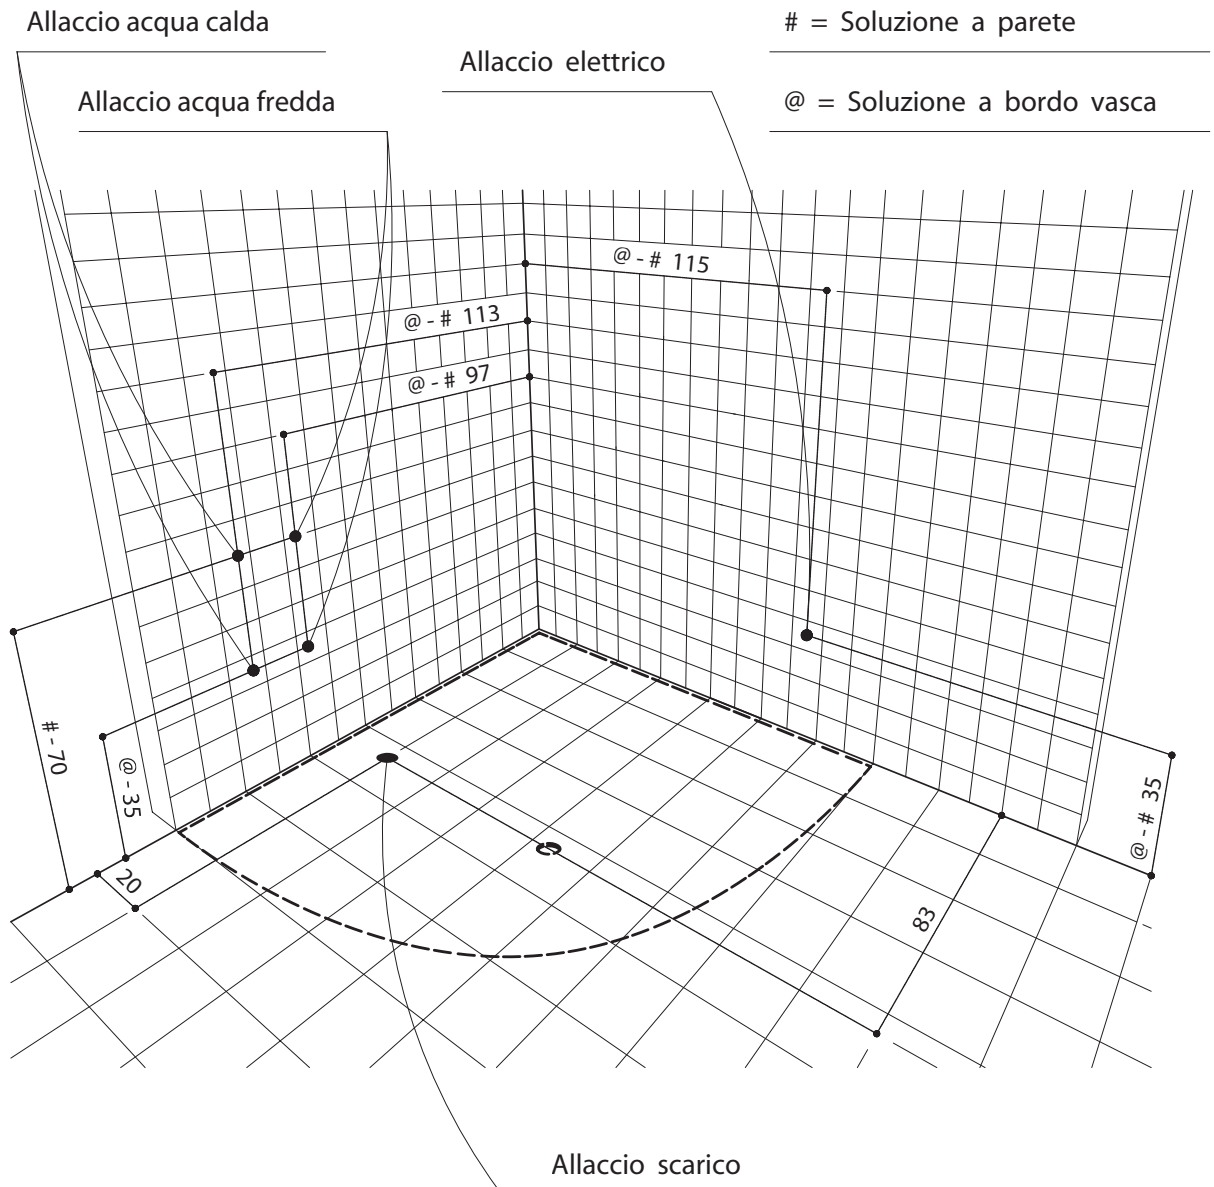 Allaccio acqua calda
# = Soluzione a parete
Allaccio elettrico
Allaccio acqua fredda
@ = Soluzione a bordo vasca
@ - # 115
@ - # 113
@ - # 97
# - 70
@ - 35
20
@ - # 35
83
Allaccio scarico